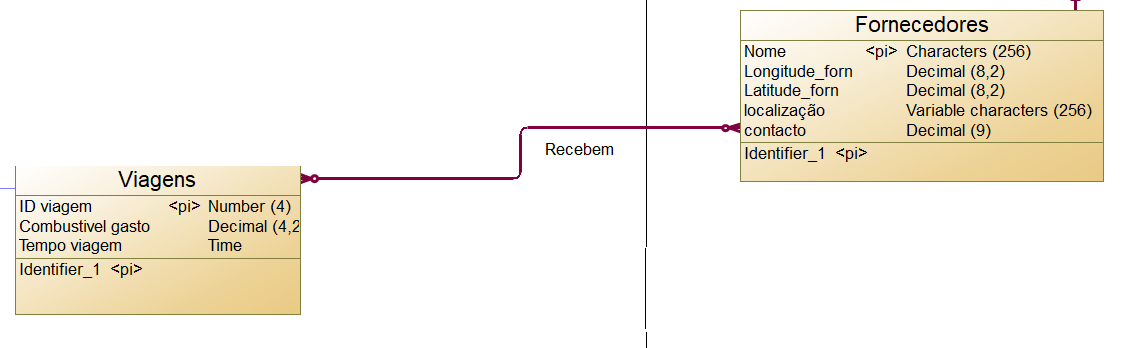 Fornecedores
Nome <pi> Characters (256)
Longitude_forn Decimal (8,2)
Latitude_forn Decimal (8,2)
localização Variable characters (256)
contacto Decimal (9)
Identifier_1 <pi>
Recebem
Viagens
ID viagem <pi> Number (4)
Combustivel gasto Decimal (4,2
Tempo viagem Time
Identifier_1 <pi>